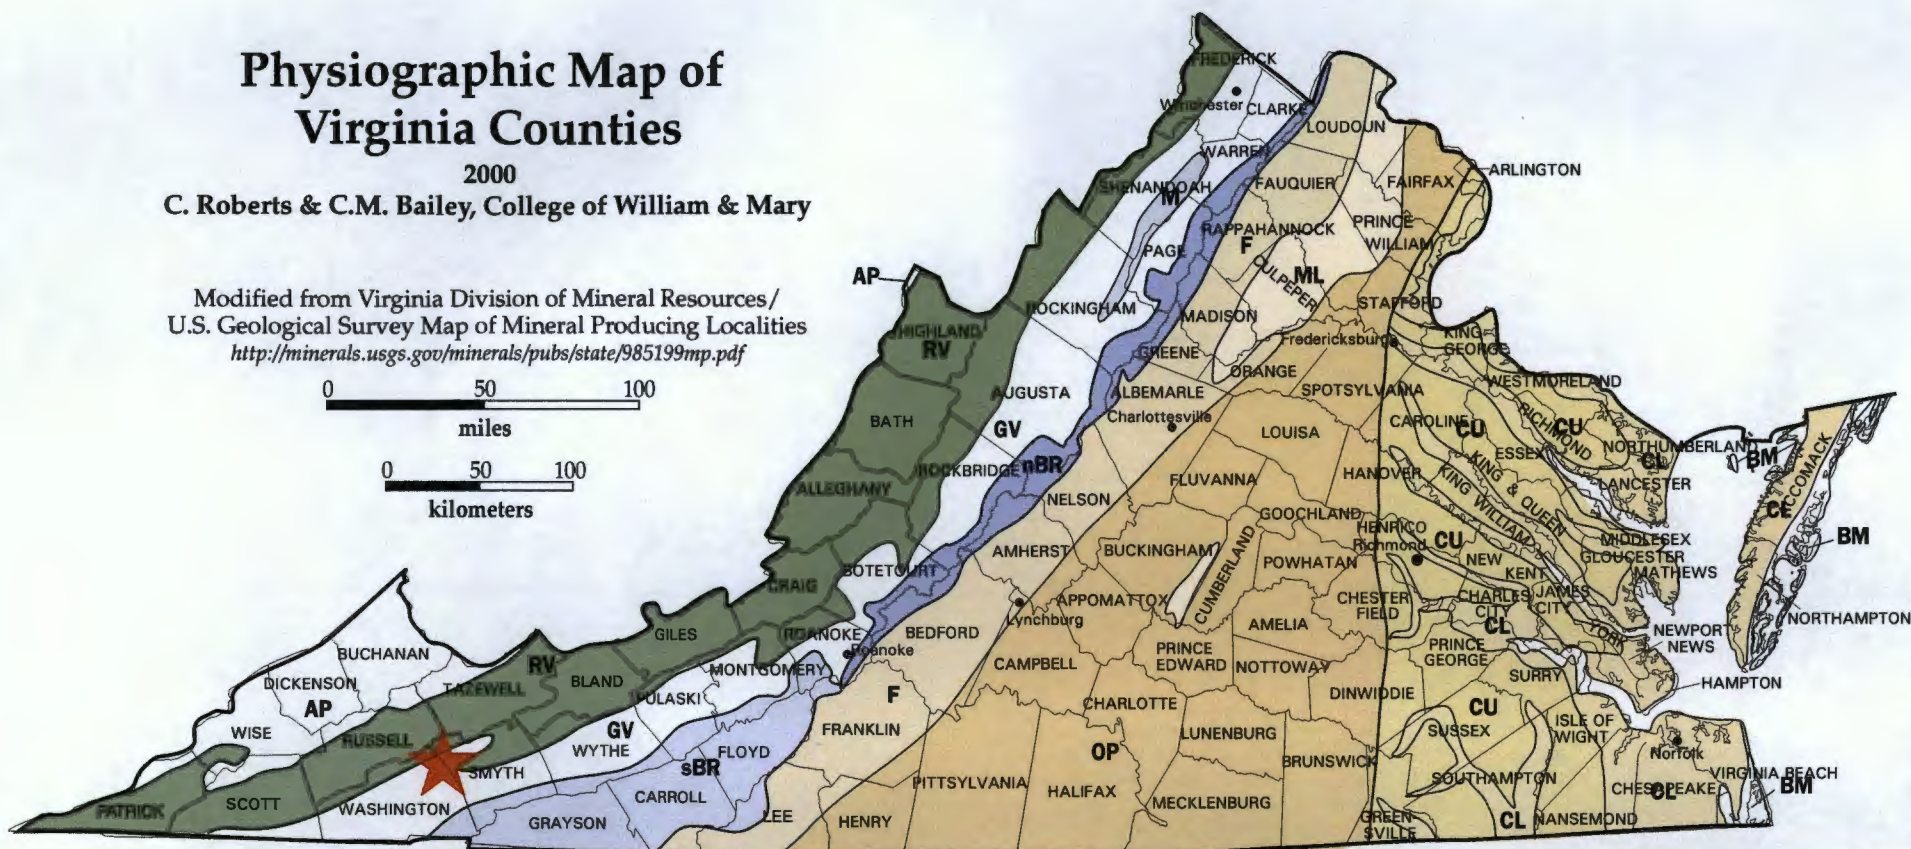 Physiographic Map of
Virginia Counties
2000
C. Roberts & C.M. Bailey, College of William & Mary
Modified from Virginia Division of Mineral Resources/
U.S. Geological Survey Map of Mineral Producing Localities
http://minerals.usgs.gov/minerals/pubs/state/985199mp.pdf
0 50 100
miles
0 50 100
kilometers
FREDERICK
Winchester
CLARKE
LOUDOUN
WARREN
SHENANDOAH
M
FAUQUIER
FAIRFAX
ARLINGTON
PAGE
RAPPAHANNOCK
F
PRINCE
WILLIAM
CULPEPER
ML
AP
ROCKINGHAM
MADISON
STAFFORD
HIGHLAND
RV
GREENE
Fredericksburg
KING
GEORGE
ORANGE
WESTMORELAND
AUGUSTA
ALBEMARLE
SPOTSYLVANIA
Charlottesville
BATH
GV
LOUISA
CAROLINE
CU
RICHMOND
CU
ESSEX
NORTHUMBERLAND
CL
BM
ACCOMACK
ROCKBRIDGE
nBR
HANOVER
KING & QUEEN
KING WILLIAM
LANCASTER
ALLEGHANY
NELSON
FLUVANNA
GOOCHLAND
CL
HENRICO
Richmond
CU
MIDDLESEX
BM
AMHERST
BUCKINGHAM
CUMBERLAND
POWHATAN
NEW
KENT
GLOUCESTER
MATHEWS
BOTETOURT
CRAIG
APPOMATTOX
CHESTER
FIELD
CHARLES
CITY
JAMES
CITY
CL
NORTHAMPTON
Lynchburg
GILES
ROANOKE
Roanoke
BEDFORD
AMELIA
YORK
NEWPORT
NEWS
BUCHANAN
RV
MONTGOMERY
CAMPBELL
PRINCE
EDWARD
NOTTOWAY
PRINCE
GEORGE
SURRY
HAMPTON
DICKENSON
TAZEWELL
BLAND
PULASKI
F
DINWIDDIE
AP
CHARLOTTE
CU
ISLE OF
WIGHT
WISE
RUSSELL
GV
WYTHE
FLOYD
FRANKLIN
OP
LUNENBURG
SUSSEX
Norfolk
SMYTH
sBR
BRUNSWICK
SOUTHAMPTON
VIRGINIA BEACH
BM
PATRICK
SCOTT
WASHINGTON
CARROLL
PITTSYLVANIA
HALIFAX
MECKLENBURG
CHESAPEAKE
CL
GRAYSON
LEE
HENRY
GREEN-
SVILLE
CL
NANSEMOND